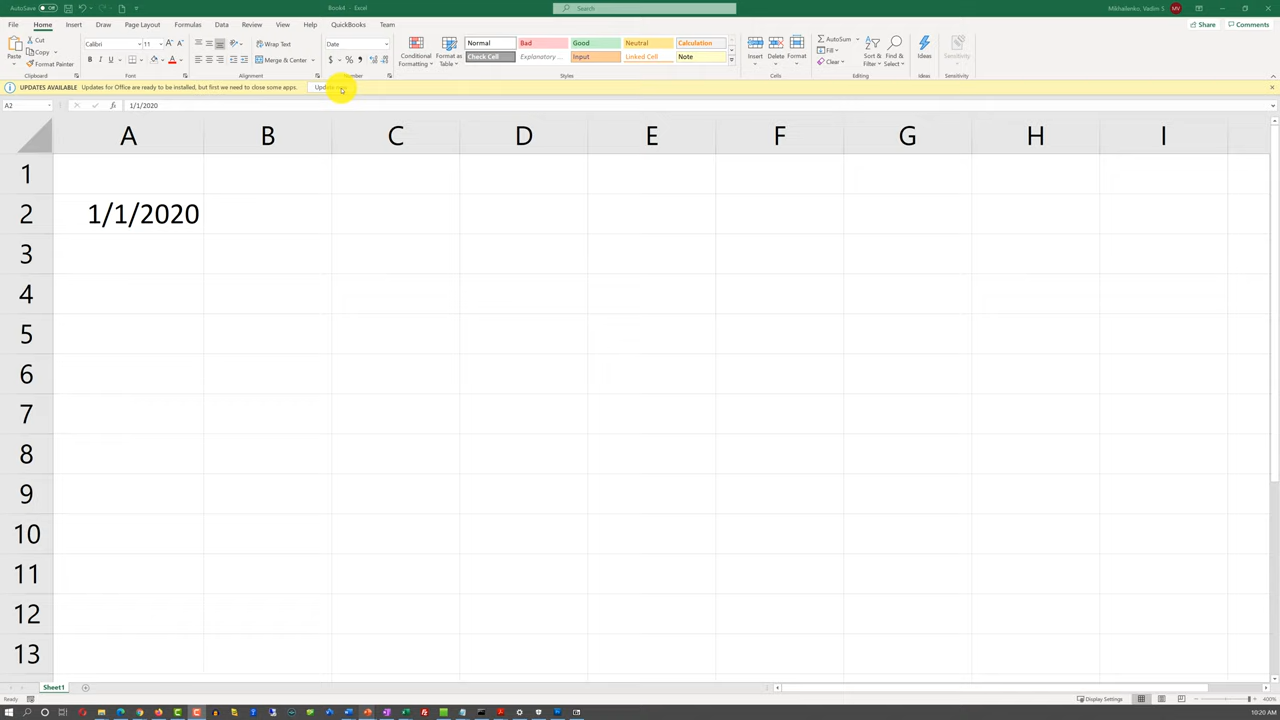 AutoSave Off Book4 - Excel Search Mikhailenko, Vadim S MV
File Home Insert Draw Page Layout Formulas Data Review View Help QuickBooks Team Share Comments
Cut Calibri 11 A A Wrap Text Date Normal Bad Good Neutral Calculation AutoSum
Copy Fill
Paste Format Painter B I U A Merge & Center $ % Conditional Formatting Format as Table Check Cell Explanatory ... Input Linked Cell Note Insert Delete Format Clear Sort & Filter Find & Select Ideas Sensitivity
Clipboard Font Alignment Number Styles Cells Editing Ideas Sensitivity
UPDATES AVAILABLE Updates for Office are ready to be installed, but first we need to close some apps.
A2 fx 1/1/2020
A B C D E F G H I
1
2 1/1/2020
3
4
5
6
7
8
9
10
11
12
13
Sheet1
Ready Display Settings 400%
10:20 AM